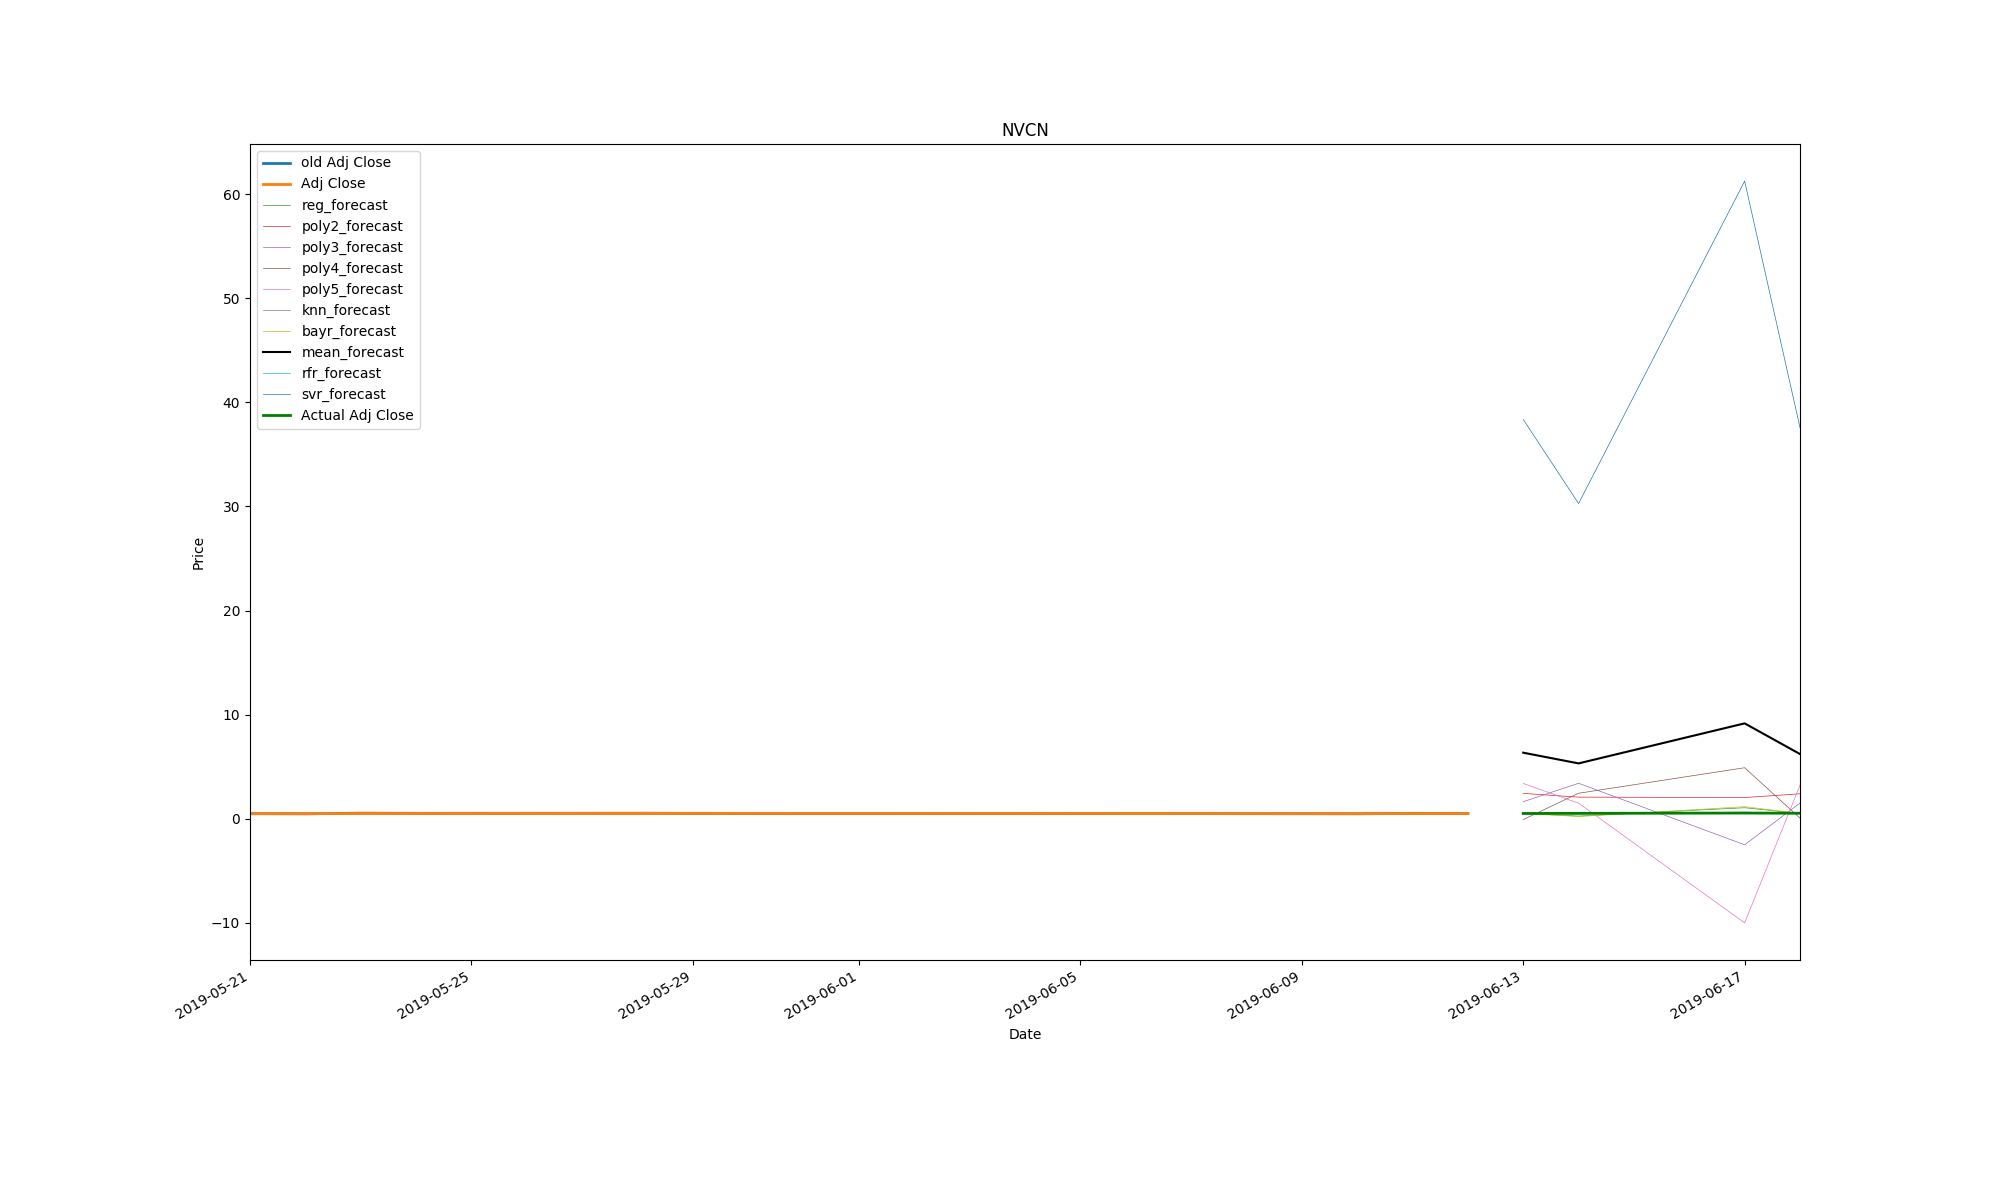 NVCN
old Adj Close
Adj Close
reg_forecast
poly2_forecast
poly3_forecast
poly4_forecast
poly5_forecast
knn_forecast
bayr_forecast
mean_forecast
rfr_forecast
svr_forecast
Actual Adj Close
60
50
40
30
20
10
0
−10
Price
2019-05-21
2019-05-25
2019-05-29
2019-06-01
2019-06-05
2019-06-09
2019-06-13
2019-06-17
Date